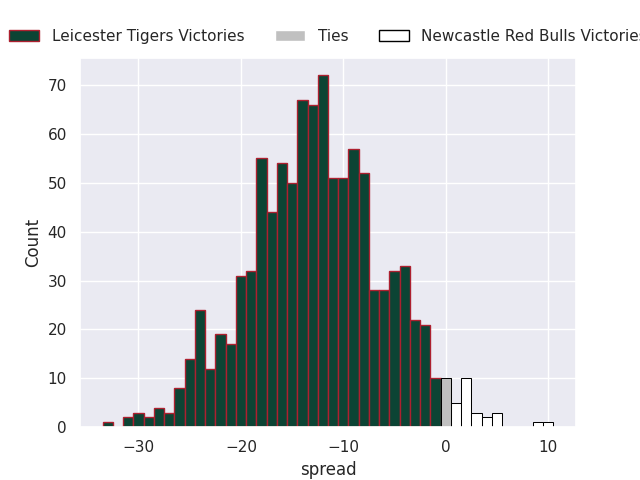 Leicester Tigers Victories Ties Newcastle Red Bulls Victories
70
60
50
40
30
20
10
0
Count
−30 −20 −10 0 10
spread